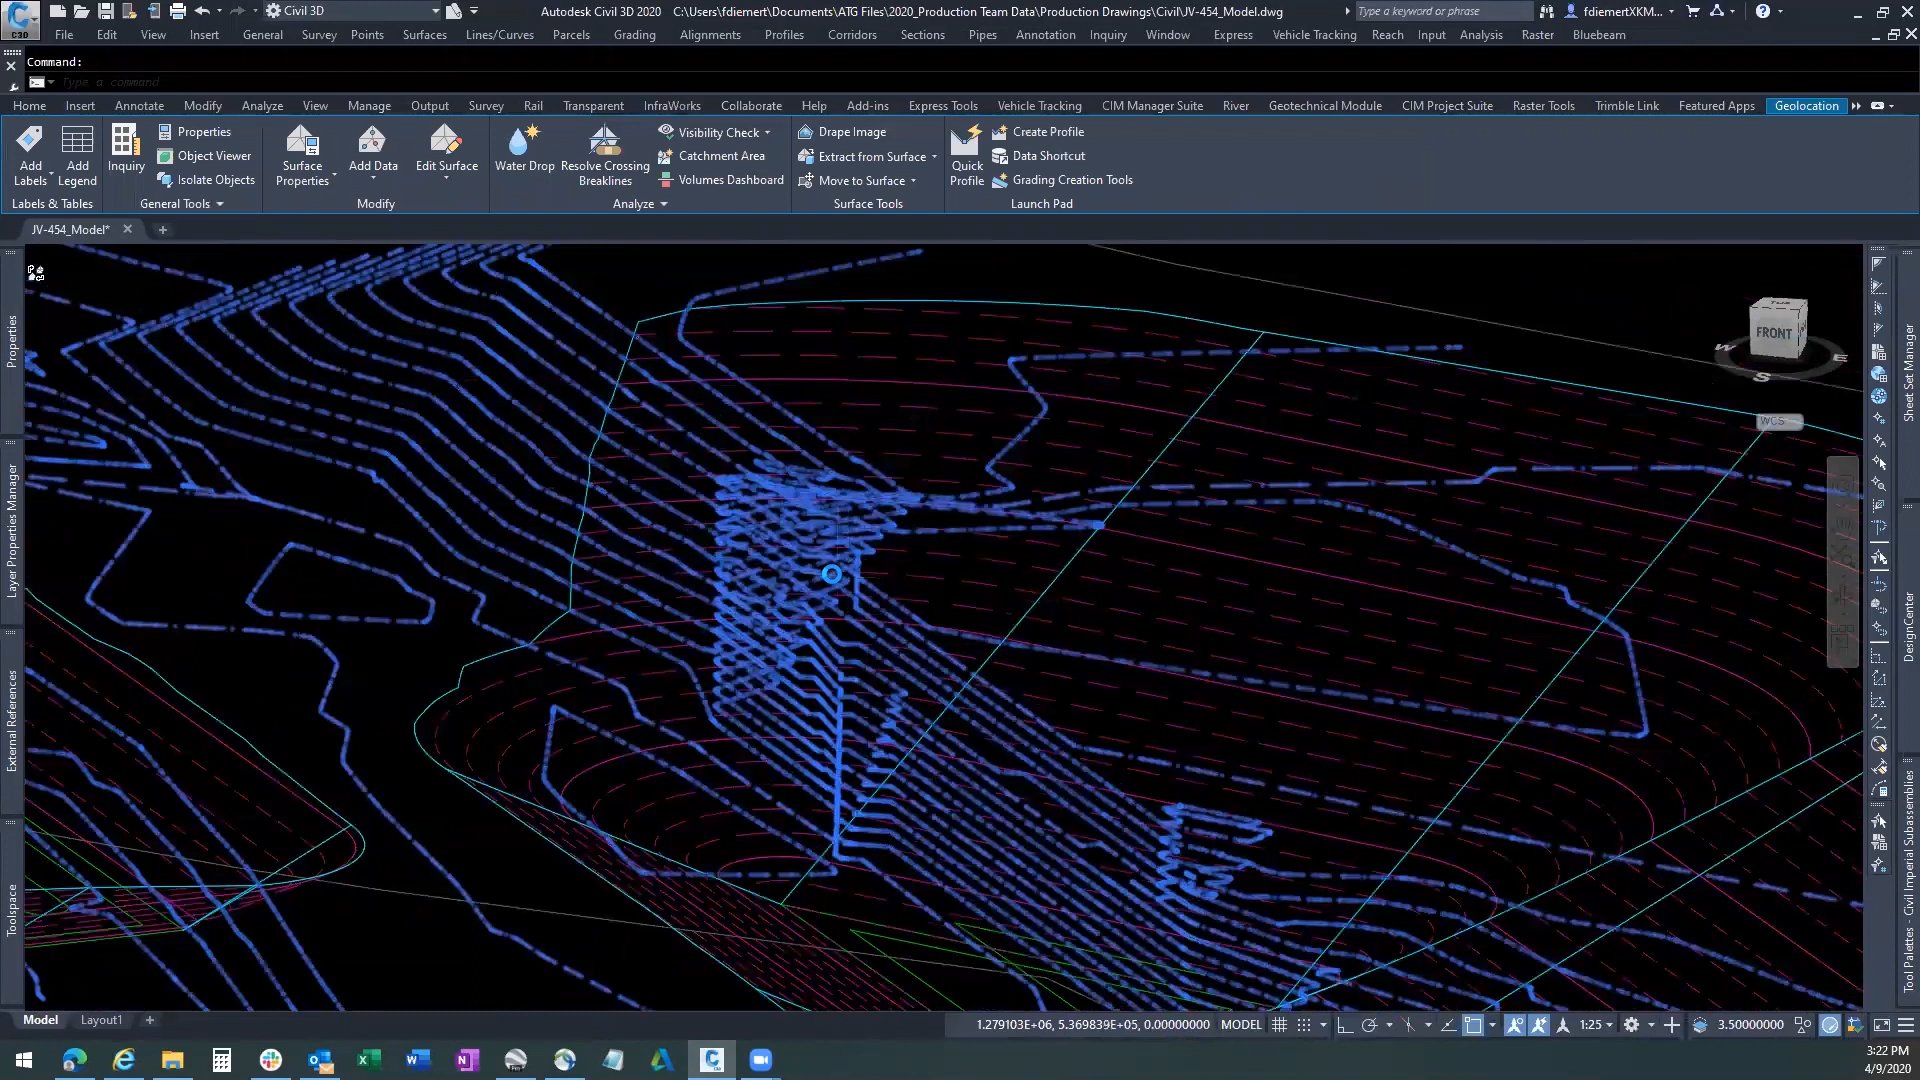 C3D
Civil 3D
Autodesk Civil 3D 2020 C:\Users\fdiemert\Documents\ATG Files\2020_Production Team Data\Production Drawings\Civil\JV-454_Model.dwg
Type a keyword or phrase
fdiemertXKM...
File Edit View Insert General Survey Points Surfaces Lines/Curves Parcels Grading Alignments Profiles Corridors Sections Pipes Annotation Inquiry Window Express Vehicle Tracking Reach Input Analysis Raster Bluebeam
Command:
Type a command
Home Insert Annotate Modify Analyze View Manage Output Survey Rail Transparent InfraWorks Collaborate Help Add-ins Express Tools Vehicle Tracking CIM Manager Suite River Geotechnical Module CIM Project Suite Raster Tools Trimble Link Featured Apps Geolocation
Add Labels
Add Legend
Labels & Tables
Inquiry
Properties
Object Viewer
Isolate Objects
General Tools
Surface Properties
Add Data
Edit Surface
Modify
Water Drop
Resolve Crossing Breaklines
Visibility Check
Catchment Area
Volumes Dashboard
Analyze
Drape Image
Extract from Surface
Move to Surface
Surface Tools
Quick Profile
Create Profile
Data Shortcut
Grading Creation Tools
Launch Pad
JV-454_Model*
Properties
Layer Properties Manager
External References
Toolspace
TOP
FRONT
W
E
S
WCS
Sheet Set Manager
DesignCenter
Tool Palettes - Civil Imperial Subassemblies
Model Layout1
1.279103E+06, 5.369839E+05, 0.00000000 MODEL
1:25
3.50000000
3:22 PM
4/9/2020